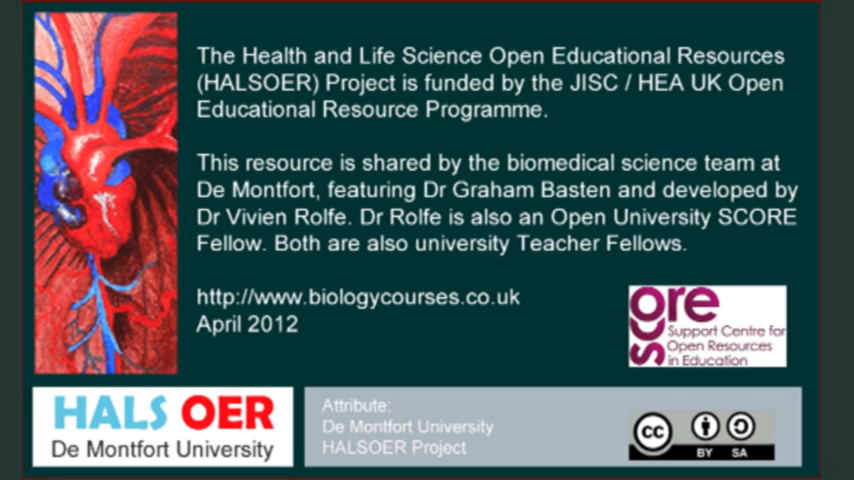 The Health and Life Science Open Educational Resources
(HALSOER) Project is funded by the JISC / HEA UK Open
Educational Resource Programme.
This resource is shared by the biomedical science team at
De Montfort, featuring Dr Graham Basten and developed by
Dr Vivien Rolfe. Dr Rolfe is also an Open University SCORE
Fellow. Both are also university Teacher Fellows.
http://www.biologycourses.co.uk
April 2012
score
Support Centre for
Open Resources
in Education
HALS OER
De Montfort University
Attribute:
De Montfort University
HALSOER Project
cc
BY SA